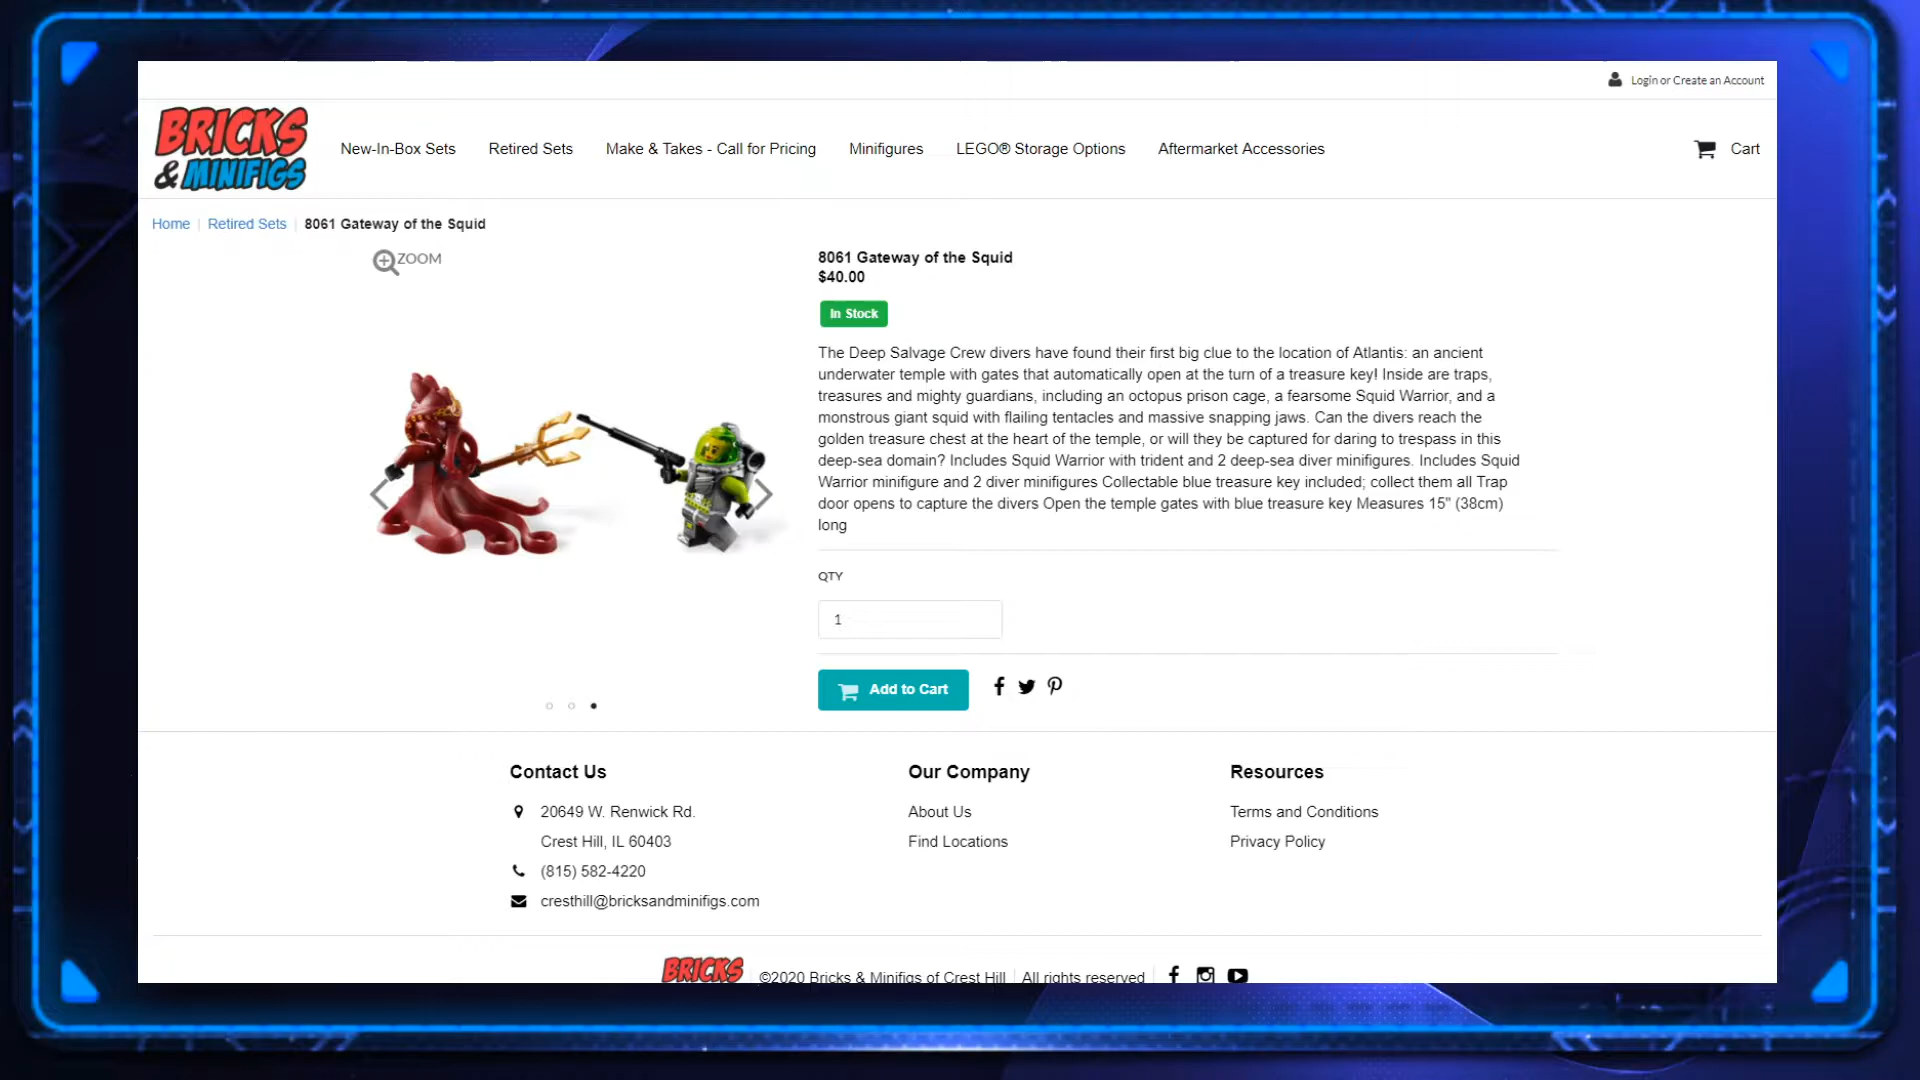 Login or Create an Account
BRICKS
& MINIFIGS
New-In-Box Sets
Retired Sets
Make & Takes - Call for Pricing
Minifigures
LEGO® Storage Options
Aftermarket Accessories
Cart
Home | Retired Sets | 8061 Gateway of the Squid
ZOOM
8061 Gateway of the Squid
$40.00
In Stock
The Deep Salvage Crew divers have found their first big clue to the location of Atlantis: an ancient
underwater temple with gates that automatically open at the turn of a treasure key! Inside are traps,
treasures and mighty guardians, including an octopus prison cage, a fearsome Squid Warrior, and a
monstrous giant squid with flailing tentacles and massive snapping jaws. Can the divers reach the
golden treasure chest at the heart of the temple, or will they be captured for daring to trespass in this
deep-sea domain? Includes Squid Warrior with trident and 2 deep-sea diver minifigures. Includes Squid
Warrior minifigure and 2 diver minifigures Collectable blue treasure key included; collect them all Trap
door opens to capture the divers Open the temple gates with blue treasure key Measures 15" (38cm)
long
QTY
1
Add to Cart
Contact Us
20649 W. Renwick Rd.
Crest Hill, IL 60403
(815) 582-4220
cresthill@bricksandminifigs.com
Our Company
About Us
Find Locations
Resources
Terms and Conditions
Privacy Policy
BRICKS
©2020 Bricks & Minifigs of Crest Hill | All rights reserved